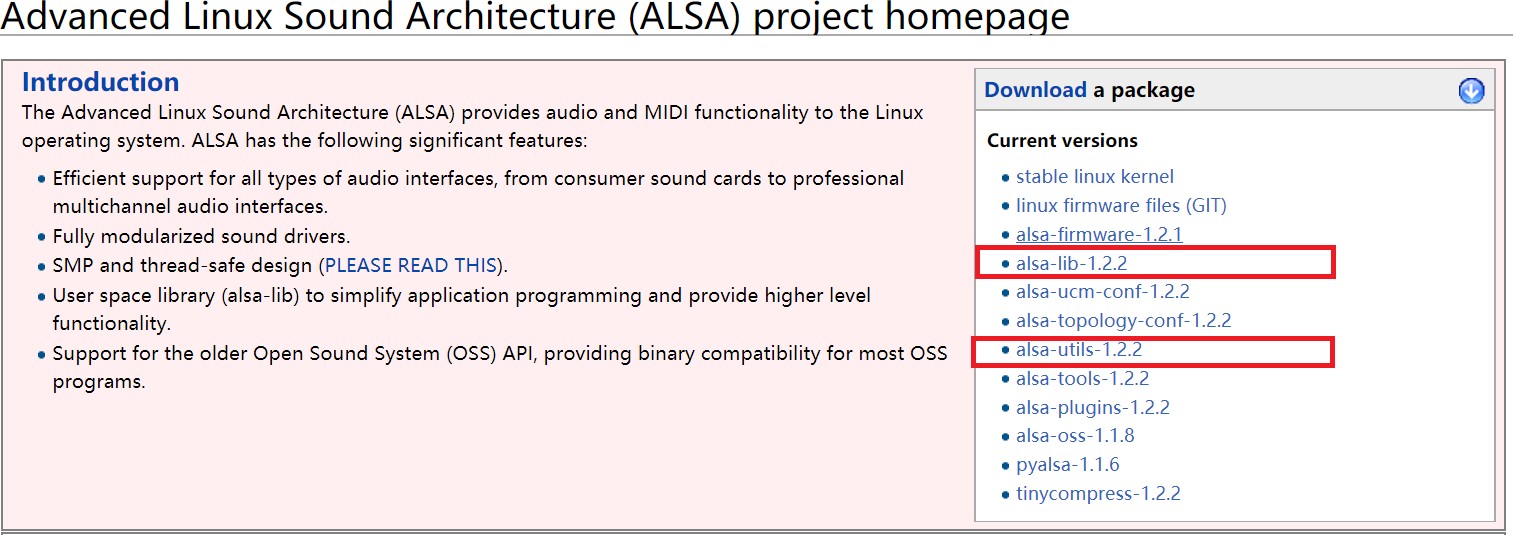 Advanced Linux Sound Architecture (ALSA) project homepage
Introduction
The Advanced Linux Sound Architecture (ALSA) provides audio and MIDI functionality to the Linux
operating system. ALSA has the following significant features:
Efficient support for all types of audio interfaces, from consumer sound cards to professional
multichannel audio interfaces.
Fully modularized sound drivers.
SMP and thread-safe design (PLEASE READ THIS).
User space library (alsa-lib) to simplify application programming and provide higher level
functionality.
Support for the older Open Sound System (OSS) API, providing binary compatibility for most OSS
programs.
Download a package
Current versions
stable linux kernel
linux firmware files (GIT)
alsa-firmware-1.2.1
alsa-lib-1.2.2
alsa-ucm-conf-1.2.2
alsa-topology-conf-1.2.2
alsa-utils-1.2.2
alsa-tools-1.2.2
alsa-plugins-1.2.2
alsa-oss-1.1.8
pyalsa-1.1.6
tinycompress-1.2.2